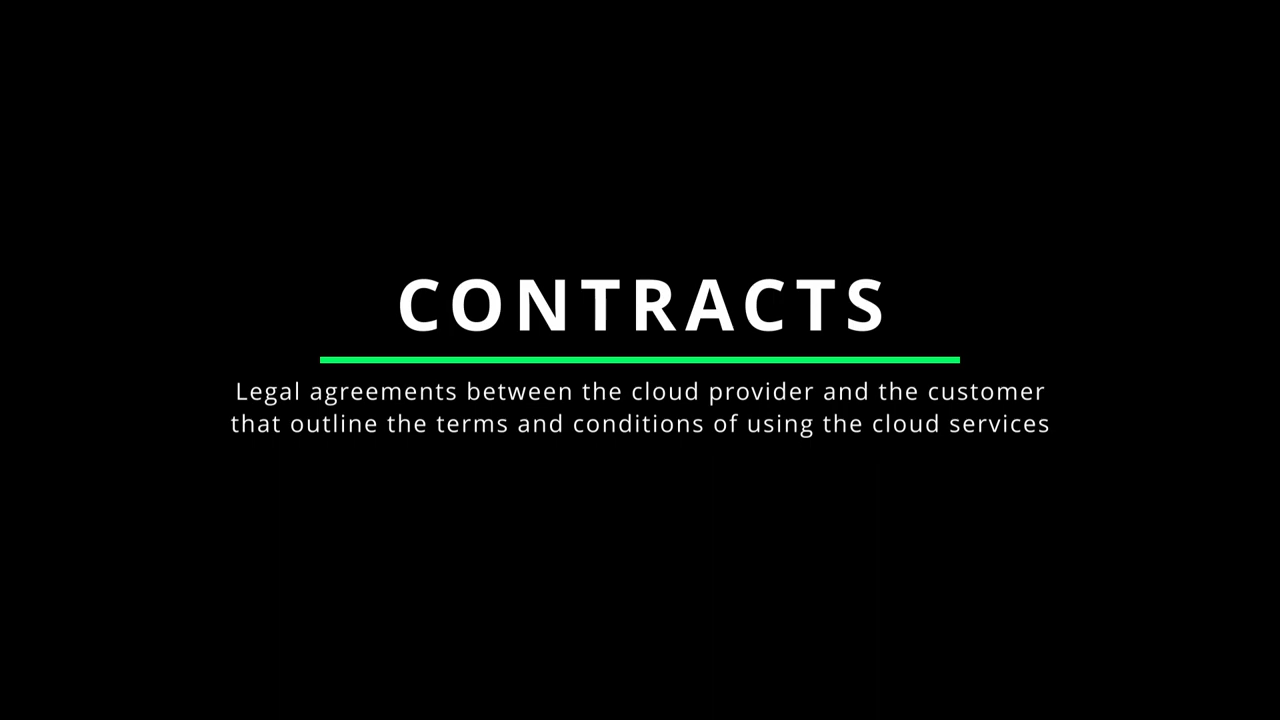 CONTRACTS
Legal agreements between the cloud provider and the customer
that outline the terms and conditions of using the cloud services